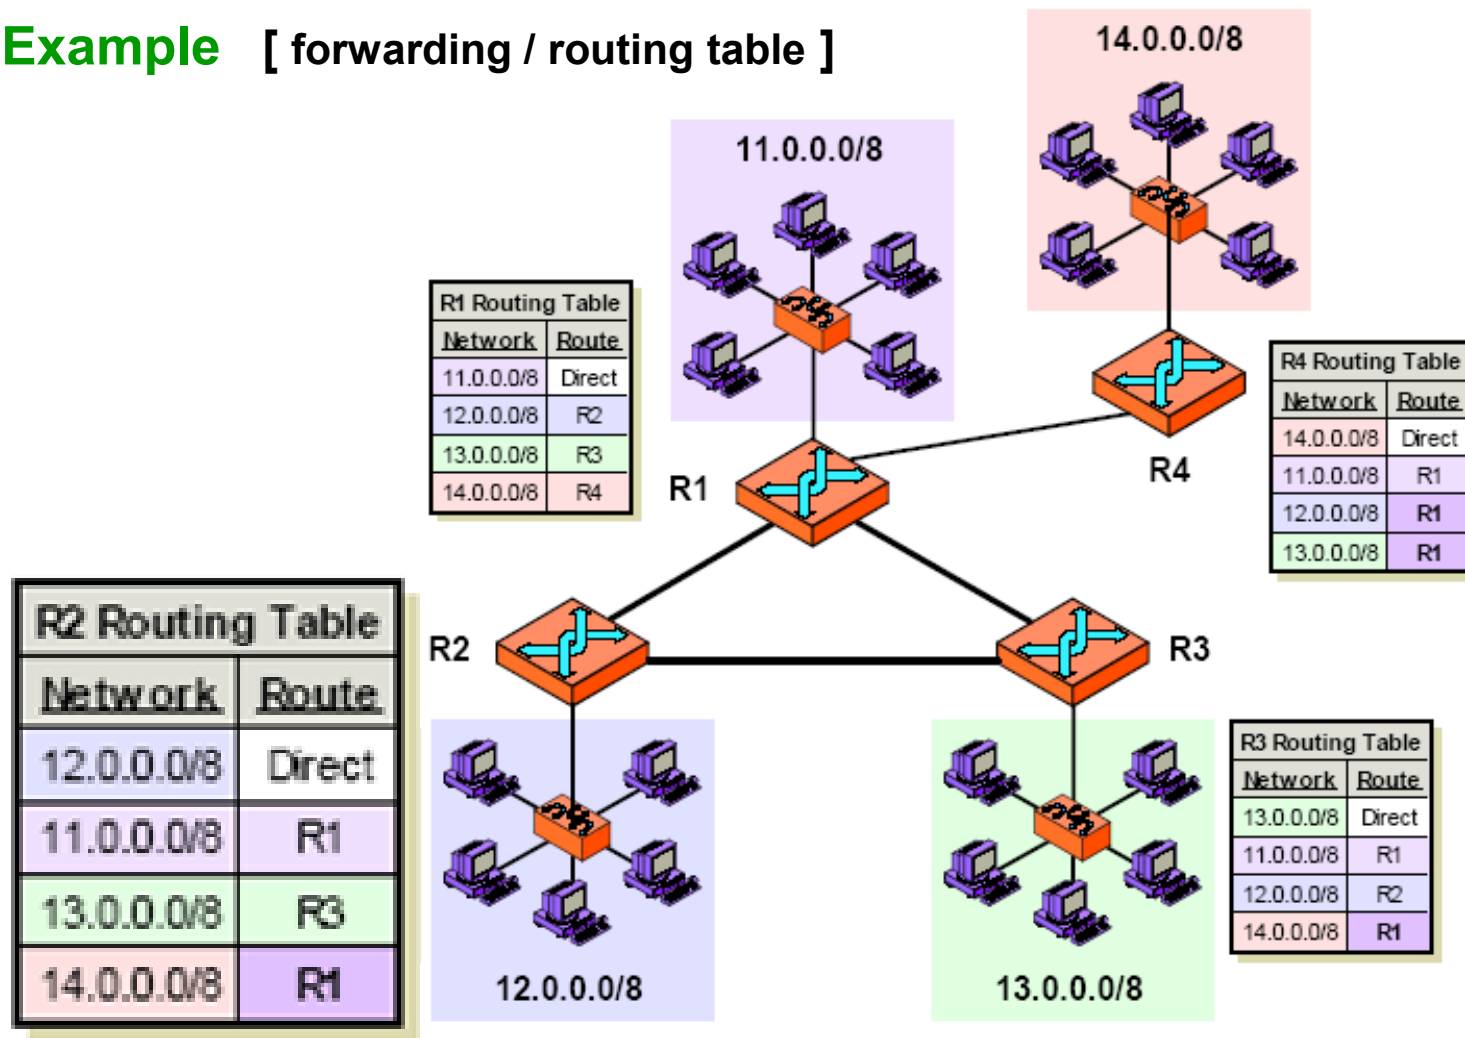 Example [ forwarding / routing table ]
14.0.0.0/8
11.0.0.0/8
R1 Routing Table
Network Route
11.0.0.0/8 Direct
12.0.0.0/8 R2
13.0.0.0/8 R3
14.0.0.0/8 R4
R4 Routing Table
Network Route
14.0.0.0/8 Direct
11.0.0.0/8 R1
12.0.0.0/8 R1
13.0.0.0/8 R1
R1
R4
R2 Routing Table
Network Route
12.0.0.0/8 Direct
11.0.0.0/8 R1
13.0.0.0/8 R3
14.0.0.0/8 R1
R2
R3
R3 Routing Table
Network Route
13.0.0.0/8 Direct
11.0.0.0/8 R1
12.0.0.0/8 R2
14.0.0.0/8 R1
12.0.0.0/8
13.0.0.0/8